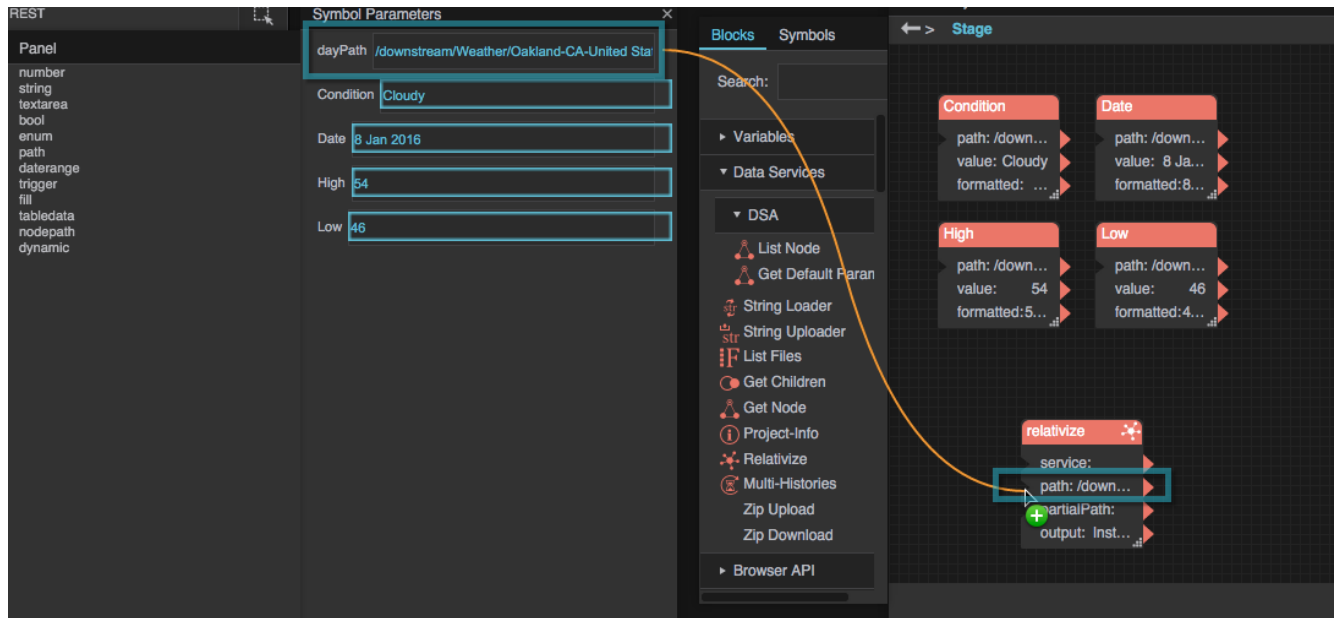 REST
Panel
number
string
textarea
bool
enum
path
daterange
trigger
fill
tabledata
nodepath
dynamic
Symbol Parameters
dayPath /downstream/Weather/Oakland-CA-United Sta
Condition Cloudy
Date 8 Jan 2016
High 54
Low 46
Blocks Symbols
Search:
Variables
Data Services
DSA
List Node
Get Default Param
String Loader
String Uploader
List Files
Get Children
Get Node
Project-Info
Relativize
Multi-Histories
Zip Upload
Zip Download
Browser API
Stage
Condition
path: /down...
value: Cloudy
formatted: ...
Date
path: /down...
value: 8 Ja...
formatted:8...
High
path: /down...
value: 54
formatted:5...
Low
path: /down...
value: 46
formatted:4...
relativize
service:
path: /down...
partialPath:
output: Inst...